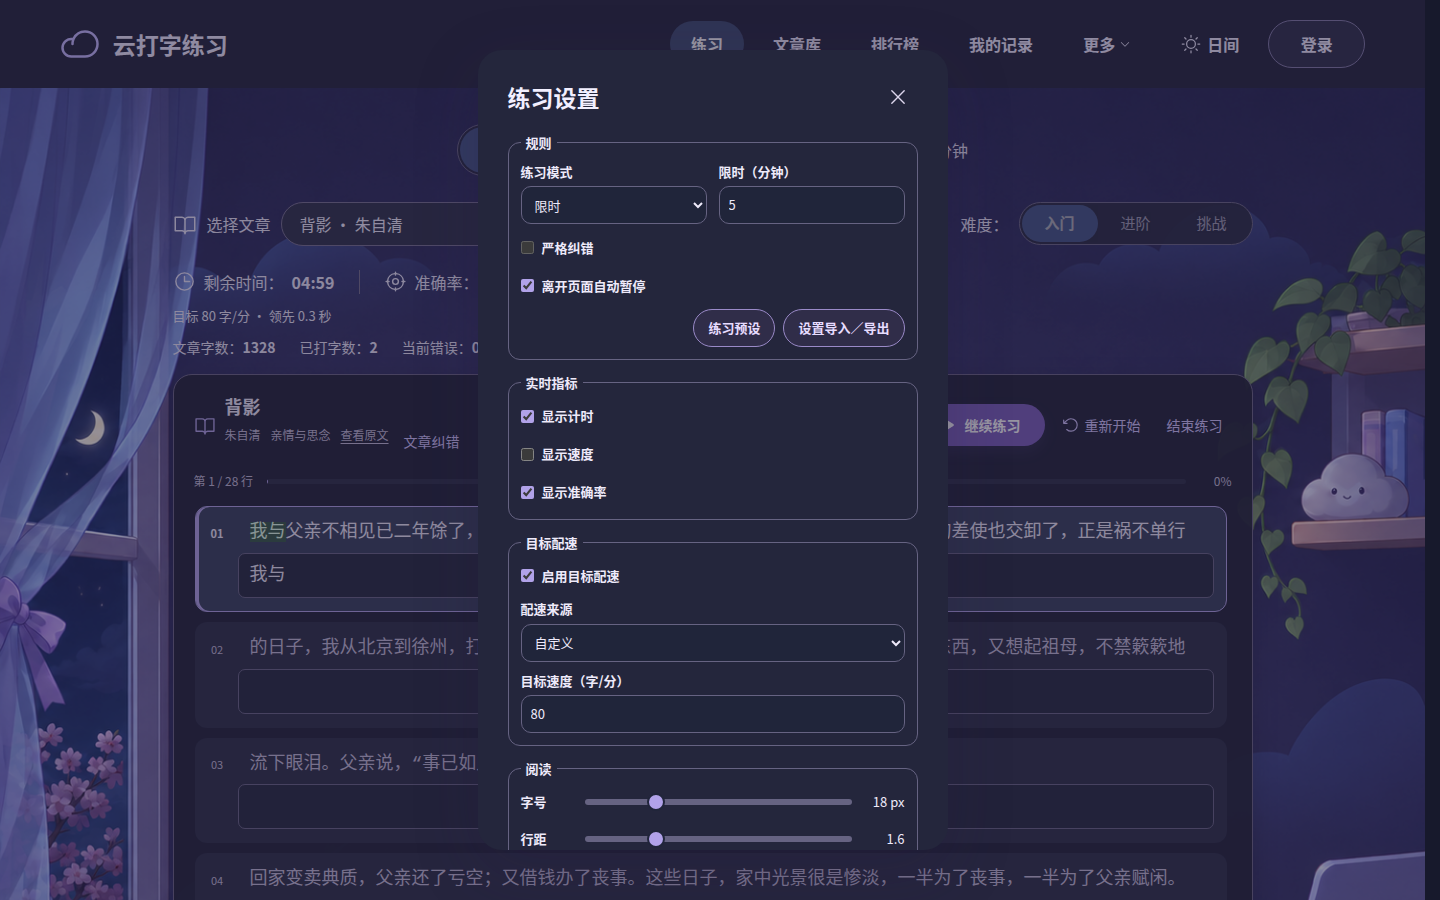 云打字练习
练习
文章库
排行榜
我的记录
更多
日间
登录
练习设置
规则
练习模式
限时（分钟）
限时
5
严格纠错
离开页面自动暂停
练习预设
设置导入／导出
实时指标
显示计时
显示速度
显示准确率
目标配速
启用目标配速
配速来源
自定义
目标速度（字/分）
80
阅读
字号
18 px
行距
1.6
钟
选择文章
背影 · 朱自清
难度：
入门
进阶
挑战
剩余时间： 04:59
准确率：
目标 80 字/分 · 领先 0.3 秒
文章字数：1328
已打字数：2
当前错误：0
背影
朱自清 亲情与思念 查看原文
文章纠错
继续练习
重新开始
结束练习
第 1 / 28 行
0%
01
我与父亲不相见已二年馀了，
差使也交卸了，正是祸不单行
我与
02
的日子，我从北京到徐州，打
西，又想起祖母，不禁簌簌地
03
流下眼泪。父亲说，“事已如
04
回家变卖典质，父亲还了亏空；又借钱办了丧事。这些日子，家中光景很是惨淡，一半为了丧事，一半为了父亲赋闲。